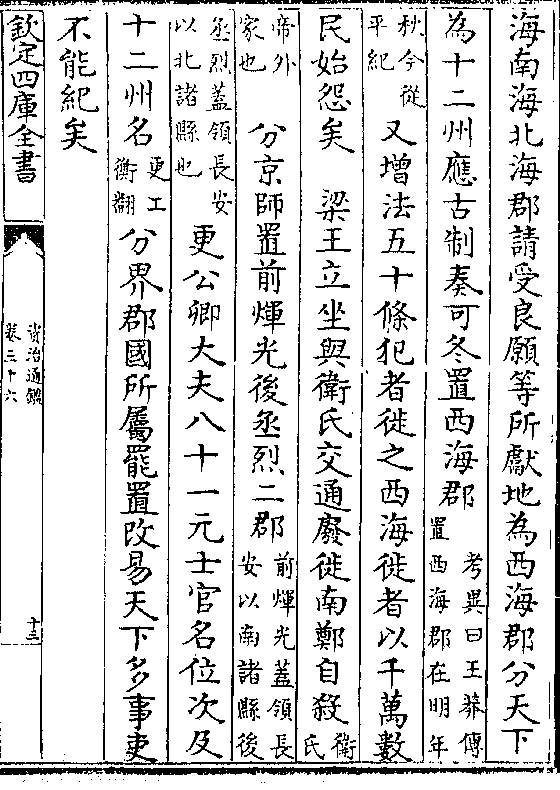 海南海北海郡請受良願等所獻地為西海郡分天下
為十二州應古制奏可冬置西海郡考異曰王莽傳置西海郡在明年
秋今從平紀又增法五十條犯者徙之西海徙者以千萬數
民始怨矣　梁王立坐與衛氏交通廢徙南鄭自殺衛氏
帝外家也　分京師置前煇光後丞烈二郡前煇光蓋領長安以南諸縣後
丞烈蓋領長安以北諸縣也更公卿大夫八十一元士官名位次及
十二州名更工衡翻分界郡國所屬罷置改易天下多事吏
不能紀矣
欽定四庫全書
資治通鑑
卷三十六
十三